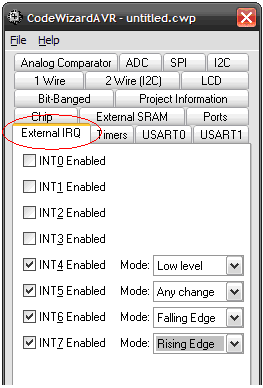 CodeWizardAVR - untitled.cwp
File Help
Analog Comparator ADC SPI I2C
1 Wire 2 Wire (I2C) LCD
Bit-Banged Project Information
Chip External SRAM Ports
External IRQ Timers USART0 USART1
INT0 Enabled
INT1 Enabled
INT2 Enabled
INT3 Enabled
INT4 Enabled Mode: Low level
INT5 Enabled Mode: Any change
INT6 Enabled Mode: Falling Edge
INT7 Enabled Mode: Rising Edge